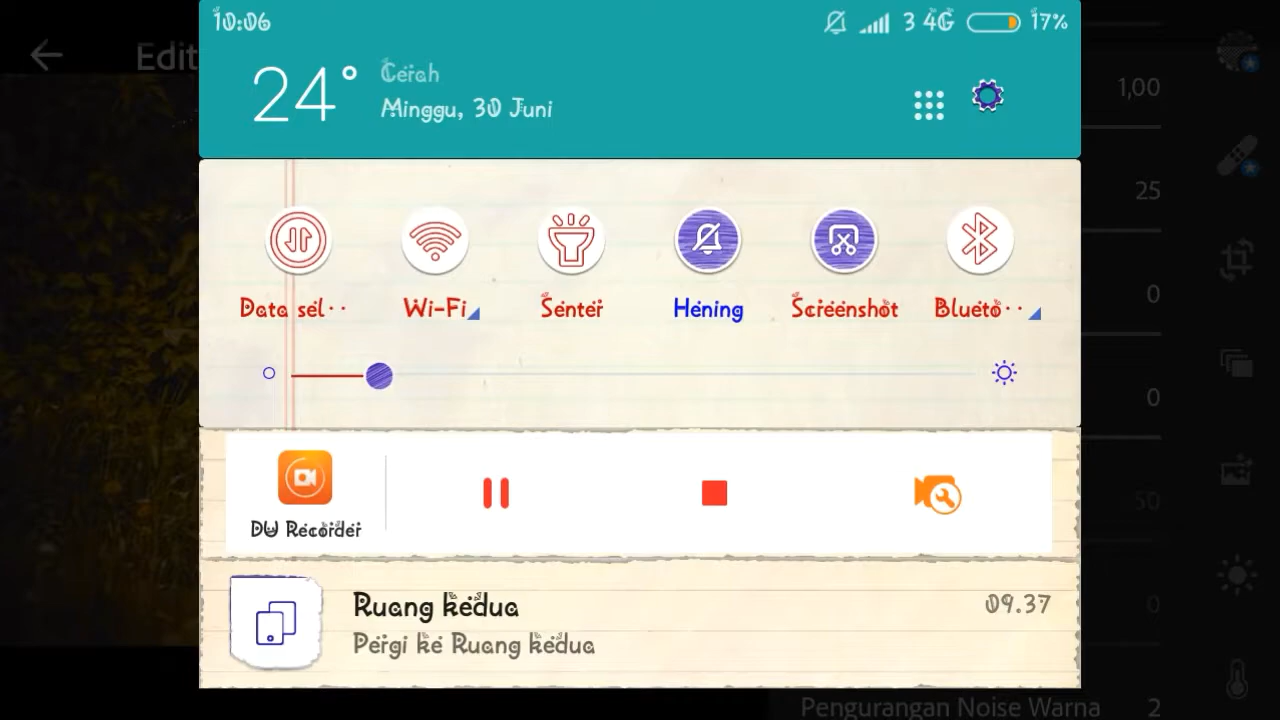 10:06
3 4G
17%
Edit
24°
Cerah
Minggu, 30 Juni
1,00
25
0
0
50
0
Data sel··
Wi-Fi
Senter
Hening
Screenshot
Blueto··
DU Recorder
Ruang kedua
09.37
Pergi ke Ruang kedua
Pengurangan Noise Warna
2